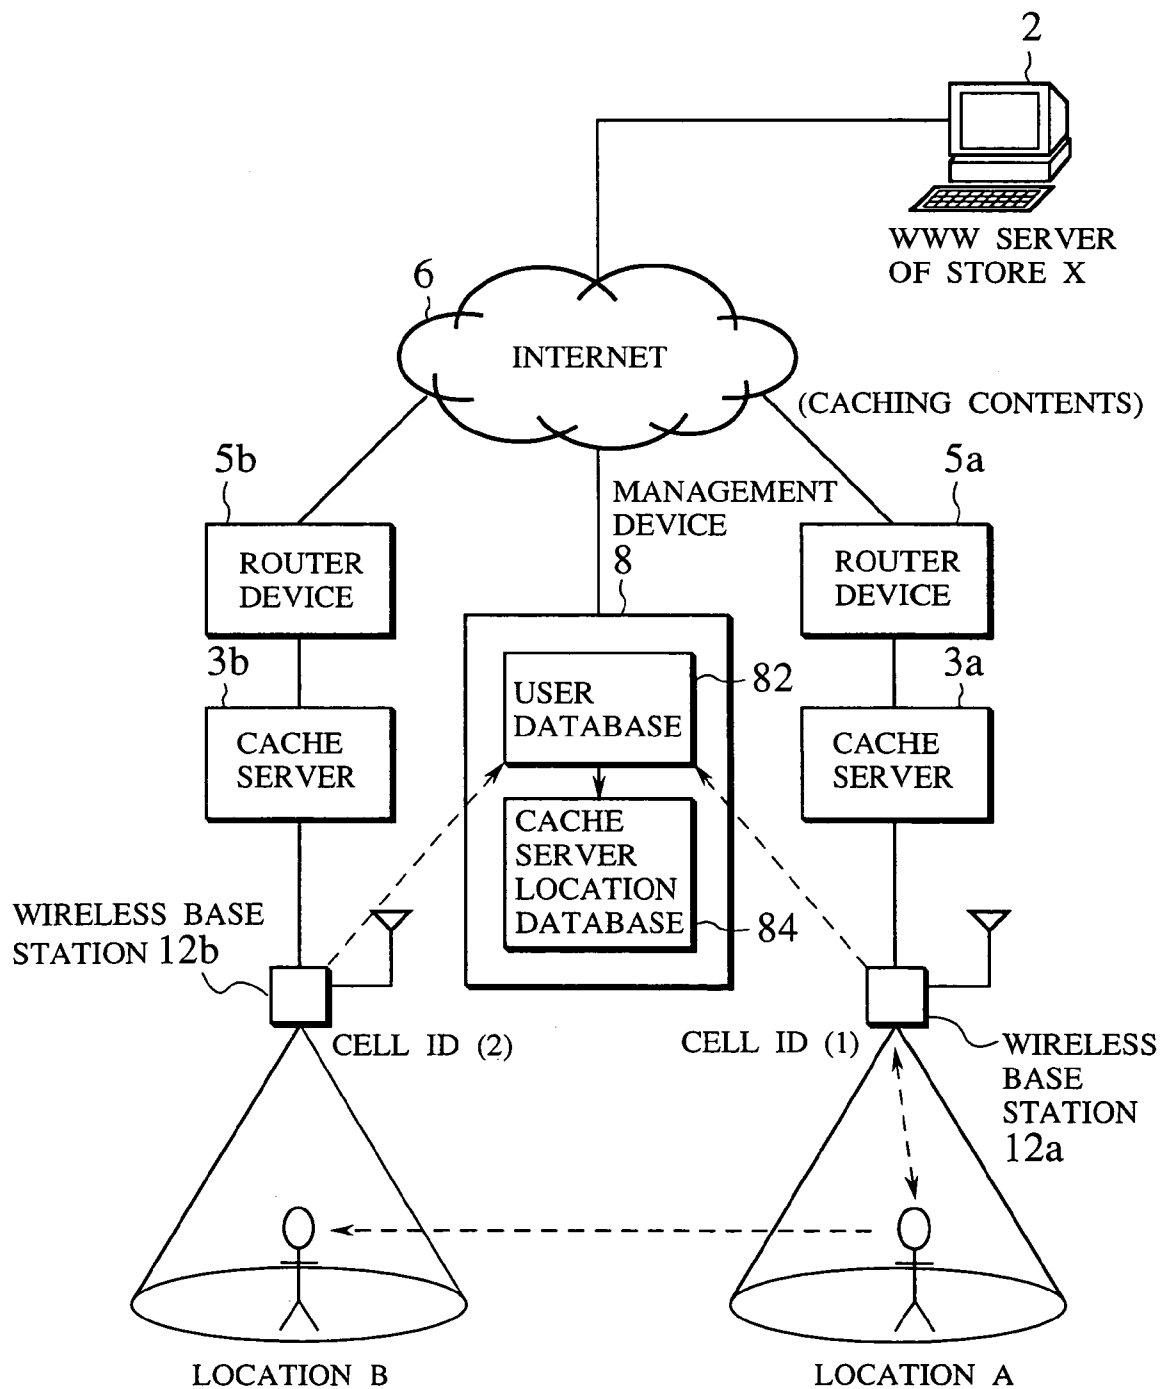 2
WWW SERVER
OF STORE X
6
INTERNET
(CACHING CONTENTS)
5b
MANAGEMENT
DEVICE
8
5a
ROUTER
DEVICE
ROUTER
DEVICE
3b
82
3a
USER
DATABASE
CACHE
SERVER
CACHE
SERVER
CACHE
SERVER
LOCATION
DATABASE
84
WIRELESS BASE
STATION 12b
CELL ID (2)
CELL ID (1)
WIRELESS
BASE
STATION
12a
LOCATION B
LOCATION A